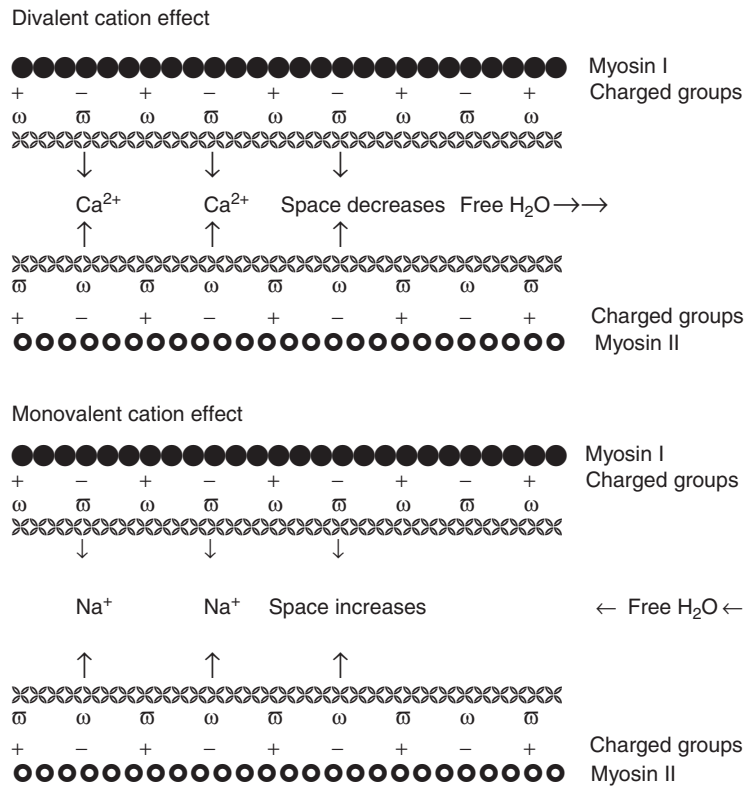 Divalent cation effect
Myosin I
+ − + − + − + − +
Charged groups
ω ϖ ω ϖ ω ϖ ω ϖ ω
↓ ↓ ↓
Ca²⁺ Ca²⁺ Space decreases Free H₂O→→
↑ ↑ ↑
ϖ ω ϖ ω ϖ ω ϖ ω ϖ
+ − + − + − + − + Charged groups
Myosin II
Monovalent cation effect
Myosin I
+ − + − + − + − + Charged groups
ω ϖ ω ϖ ω ϖ ω ϖ ω
↓ ↓ ↓
Na⁺ Na⁺ Space increases ← Free H₂O ←
↑ ↑ ↑
ϖ ω ϖ ω ϖ ω ϖ ω ϖ
+ − + − + − + − + Charged groups
Myosin II